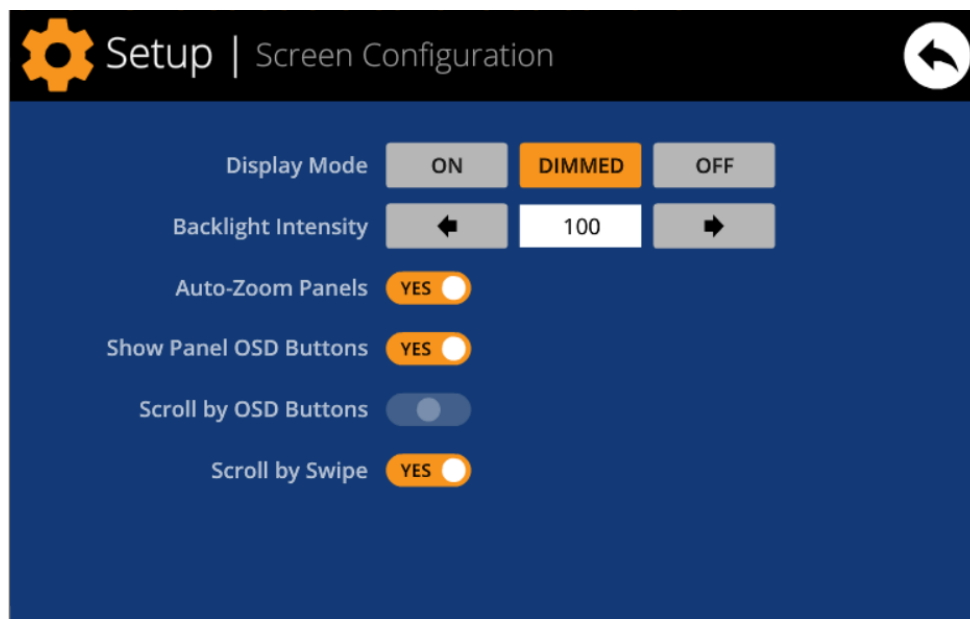 Setup | Screen Configuration
Display Mode ON DIMMED OFF
Backlight Intensity 100
Auto-Zoom Panels YES
Show Panel OSD Buttons YES
Scroll by OSD Buttons
Scroll by Swipe YES